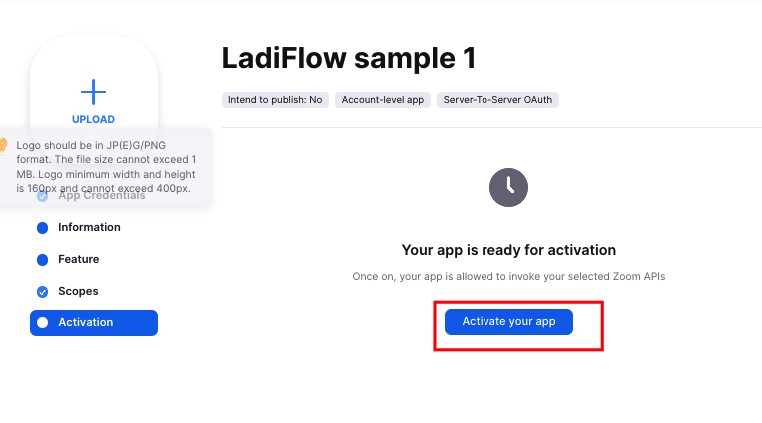 LadiFlow sample 1
Intend to publish: No
Account-level app
Server-To-Server OAuth
UPLOAD
Logo should be in JP(E)G/PNG
format. The file size cannot exceed 1
MB. Logo minimum width and height
is 160px and cannot exceed 400px.
App Credentials
Information
Feature
Scopes
Activation
Your app is ready for activation
Once on, your app is allowed to invoke your selected Zoom APIs
Activate your app